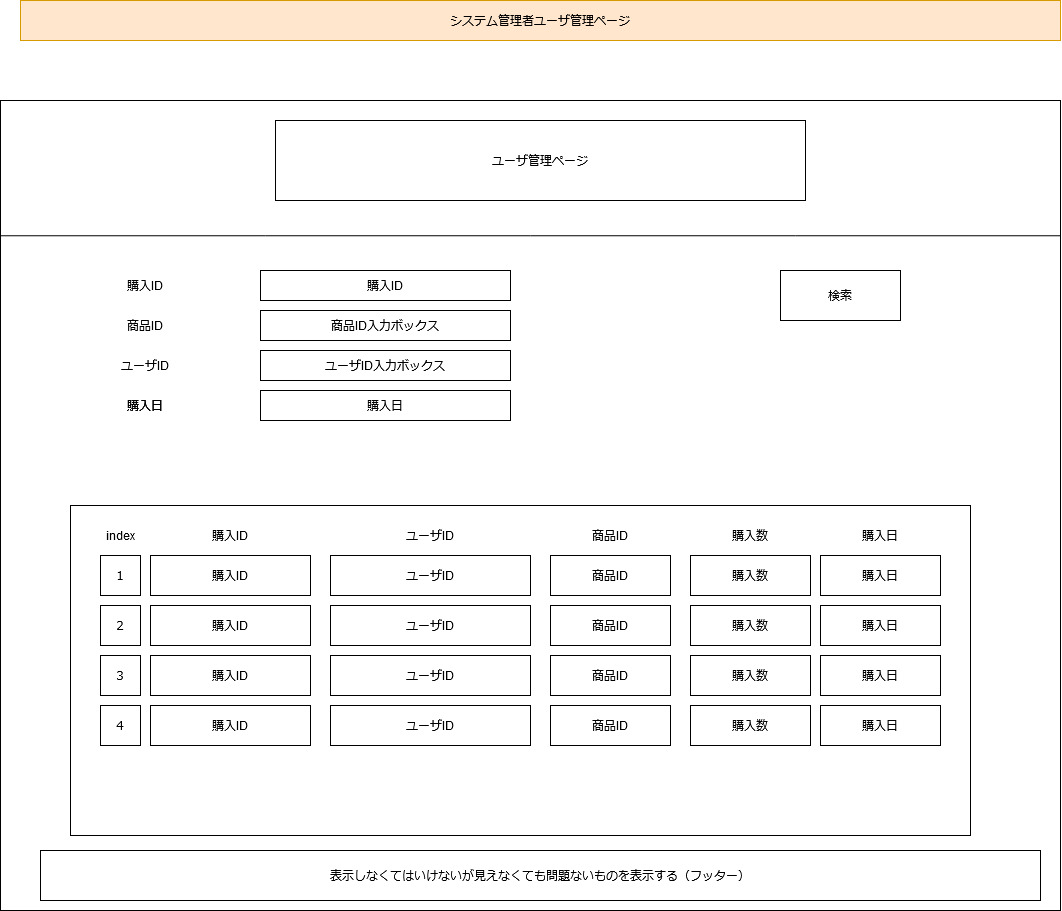 システム管理者ユーザ管理ページ
ユーザ管理ページ
購入ID 購入ID 検索
商品ID 商品ID入力ボックス
ユーザID ユーザID入力ボックス
購入日 購入日
index 購入ID ユーザID 商品ID 購入数 購入日
1 購入ID ユーザID 商品ID 購入数 購入日
2 購入ID ユーザID 商品ID 購入数 購入日
3 購入ID ユーザID 商品ID 購入数 購入日
4 購入ID ユーザID 商品ID 購入数 購入日
表示しなくてはいけないが見えなくても問題ないものを表示する（フッター）